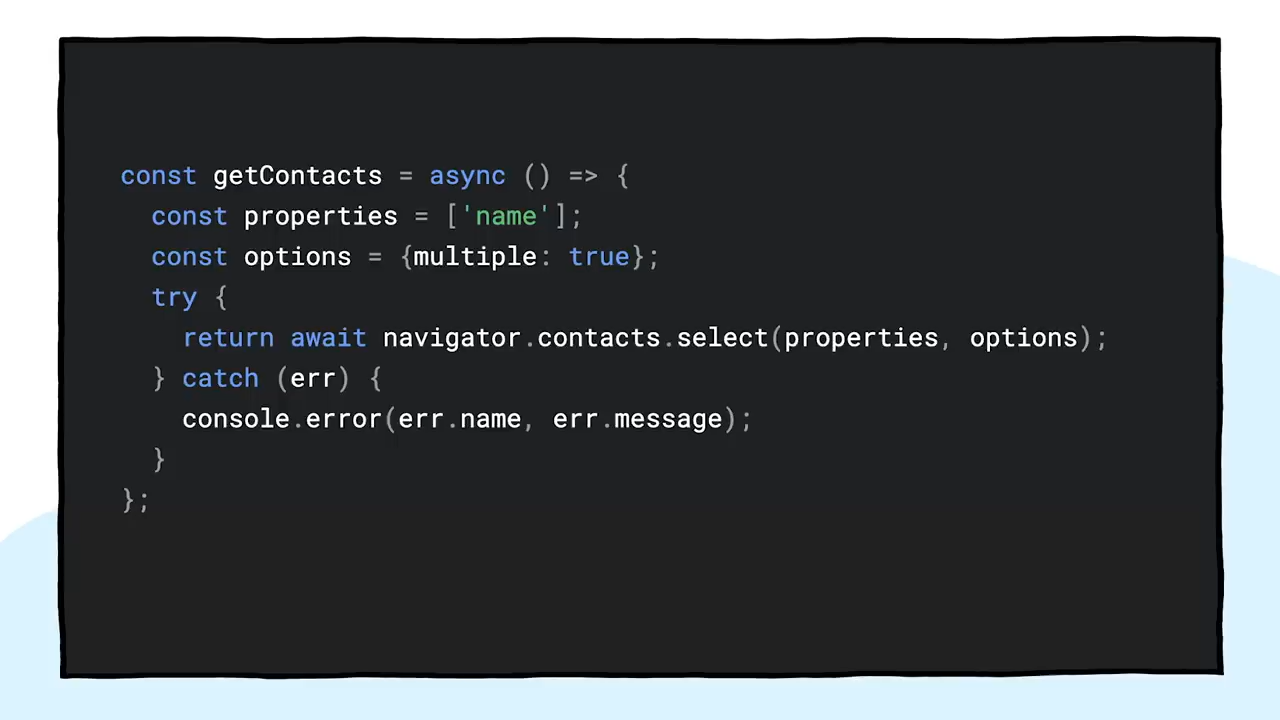 const getContacts = async () => {
  const properties = ['name'];
  const options = {multiple: true};
  try {
    return await navigator.contacts.select(properties, options);
  } catch (err) {
    console.error(err.name, err.message);
  }
};